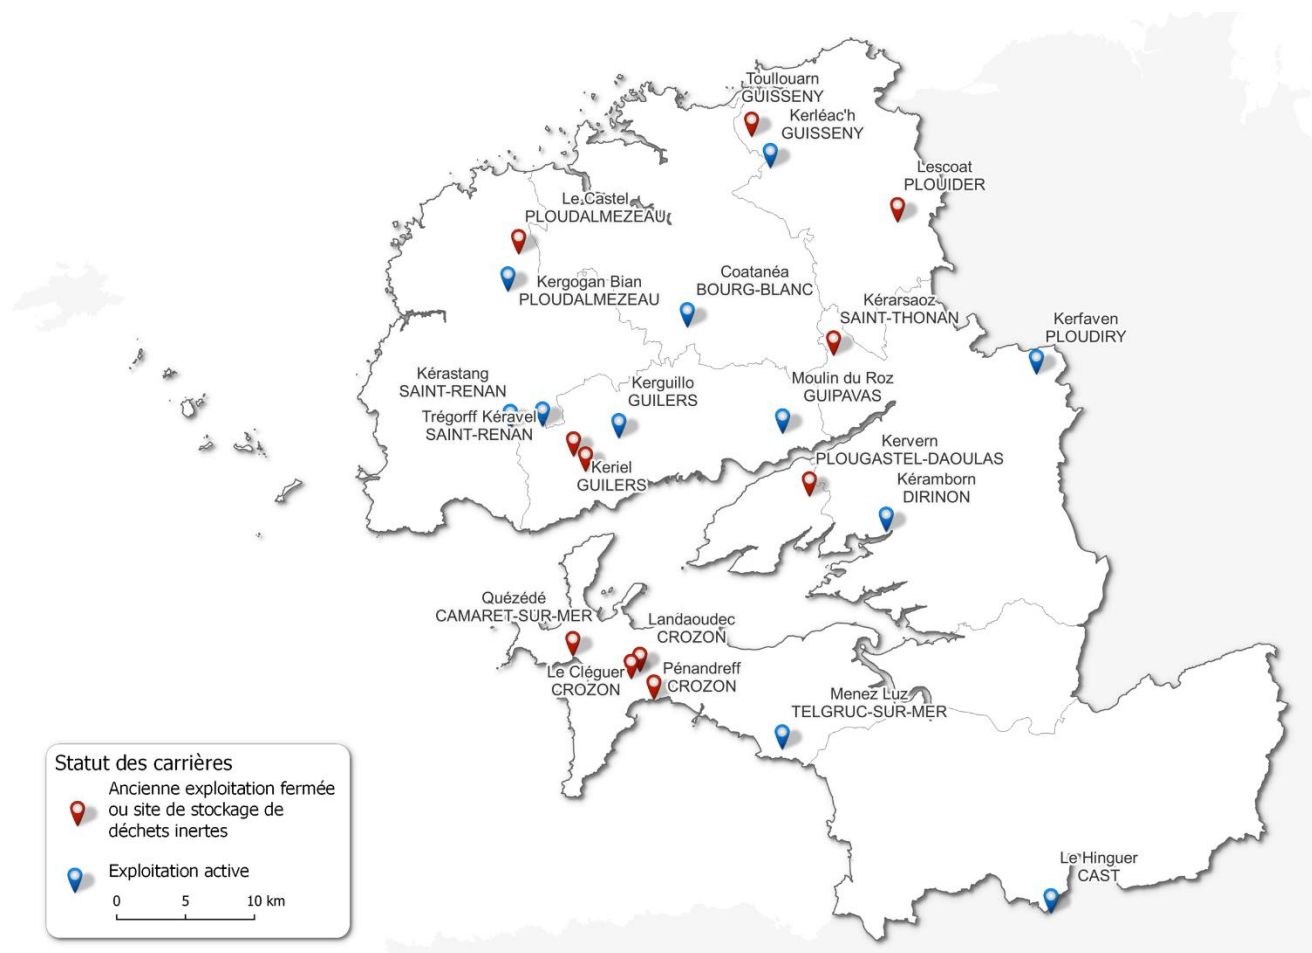 Toullouarn
GUISSENY
Kerléac'h
GUISSENY
Lescoat
PLOUIDER
Le Castel
PLOUDALMEZEAU
Kergogan Bian
PLOUDALMEZEAU
Coatanéa
BOURG-BLANC
Kérarsaoz
SAINT-THONAN
Kerfaven
PLOUDIRY
Kérastang
SAINT-RENAN
Trégorff Kéravel
SAINT-RENAN
Kerguillo
GUILERS
Moulin du Roz
GUIPAVAS
Keriel
GUILERS
Kervern
PLOUGASTEL-DAOULAS
Kéramborn
DIRINON
Quézédé
CAMARET-SUR-MER
Landaoudec
CROZON
Le Cléguer
CROZON
Pénandreff
CROZON
Menez Luz
TELGRUC-SUR-MER
Le Hinguer
CAST
Statut des carrières
Ancienne exploitation fermée
ou site de stockage de
déchets inertes
Exploitation active
0 5 10 km